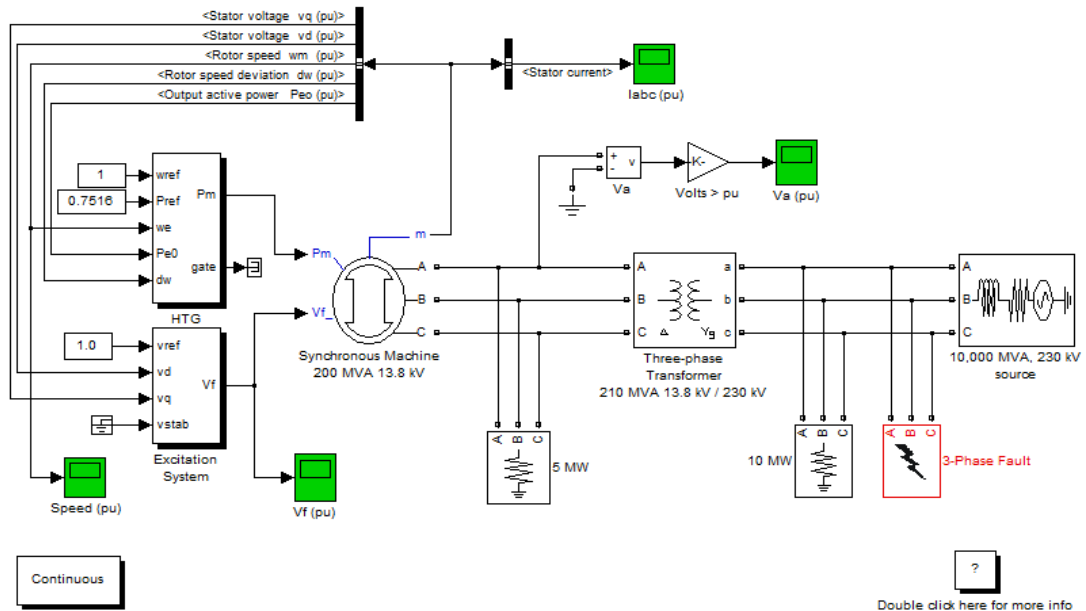 <Stator voltage vq (pu)>
<Stator voltage vd (pu)>
<Rotor speed wm (pu)>
<Rotor speed deviation dw (pu)>
<Output active power Peo (pu)>
<Stator current>
Iabc (pu)
+
-
v
Va
K-
Volts > pu
Va (pu)
1
0.7516
wref
Pref
we
Pe0
dw
Pm
gate
HTG
1.0
vref
vd
vq
vstab
Vf
Excitation
System
Speed (pu)
Vf (pu)
m
Pm
Vf_
A
B
C
Synchronous Machine
200 MVA 13.8 kV
A
B
C
a
b
c
Δ
Yg
Three-phase
Transformer
210 MVA 13.8 kV / 230 kV
A
B
C
10,000 MVA, 230 kV
source
A B C
5 MW
A B C
10 MW
A B C
3-Phase Fault
Continuous
?
Double click here for more info